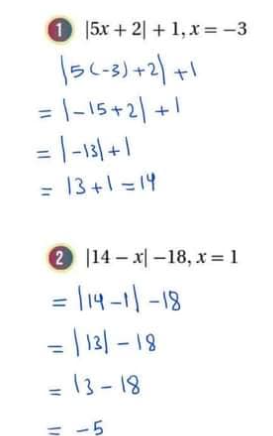 1 |5x + 2| + 1, x = −3
|5(-3)+2| +1
= |-15+2| +1
= |-13|+1
= 13+1 =14
2 |14 – x| –18, x = 1
= |14-1| -18
= |13| - 18
= 13 - 18
= -5